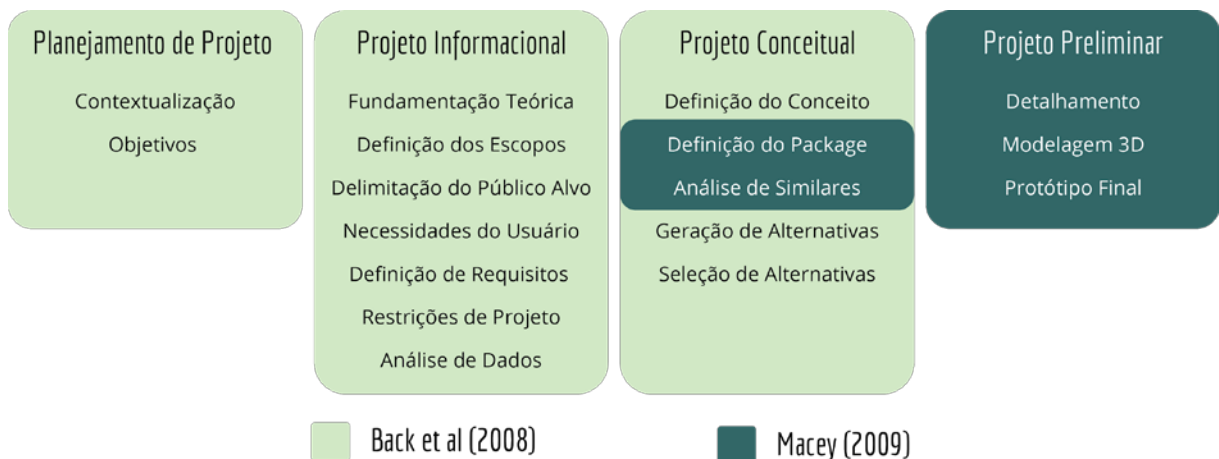 Planejamento de Projeto
Contextualização
Objetivos
Projeto Informacional
Fundamentação Teórica
Definição dos Escopos
Delimitação do Público Alvo
Necessidades do Usuário
Definição de Requisitos
Restrições de Projeto
Análise de Dados
Projeto Conceitual
Definição do Conceito
Definição do Package
Análise de Similares
Geração de Alternativas
Seleção de Alternativas
Projeto Preliminar
Detalhamento
Modelagem 3D
Protótipo Final
Back et al (2008)
Macey (2009)